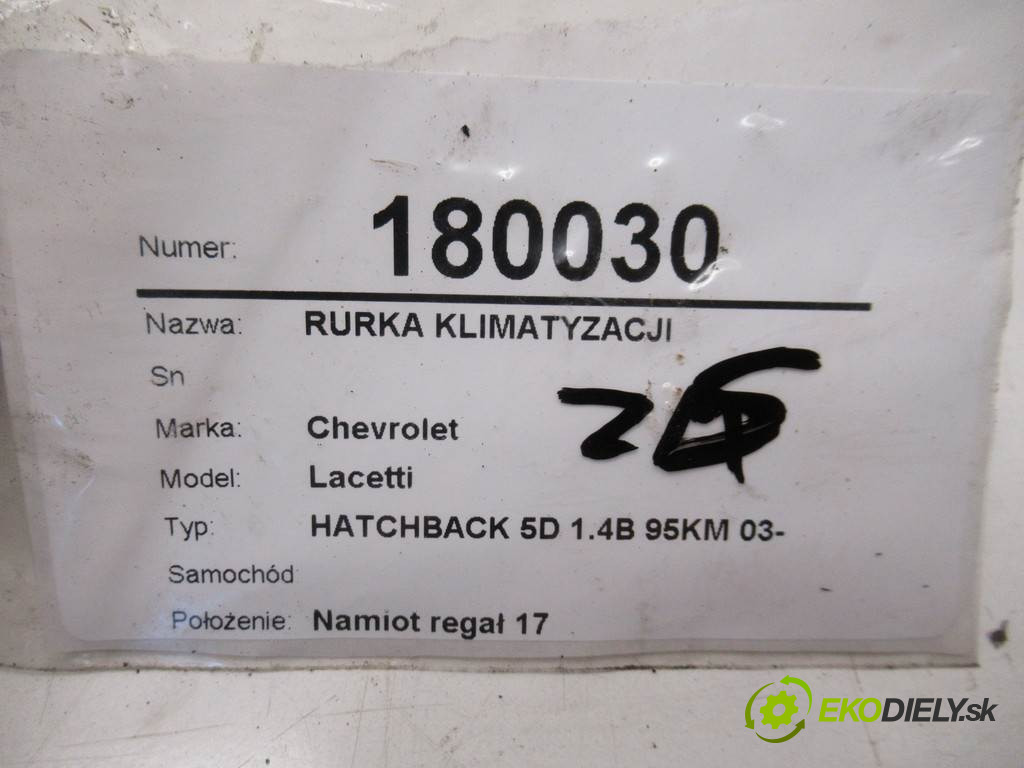 Numer: 180030
Nazwa: RURKA KLIMATYZACJI
Sn
Marka: Chevrolet
Model: Lacetti
Typ: HATCHBACK 5D 1.4B 95KM 03-
Samochód
Położenie: Namiot regał 17
EKODIELY.sk